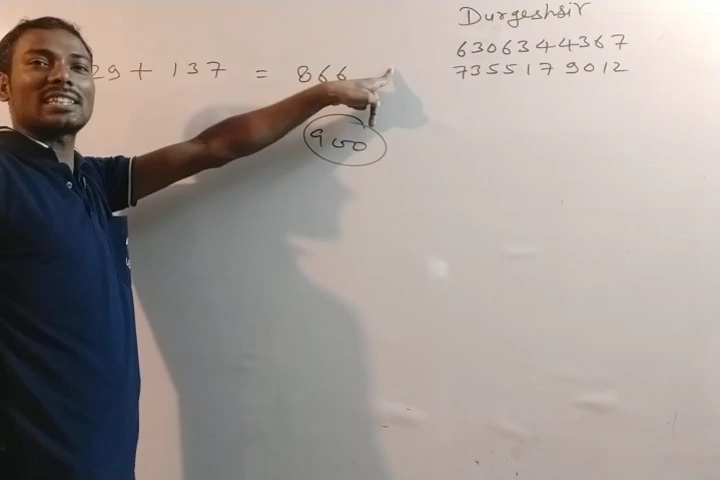 Durgeshsir
6306344367
7355179012
29 + 137 = 866
900